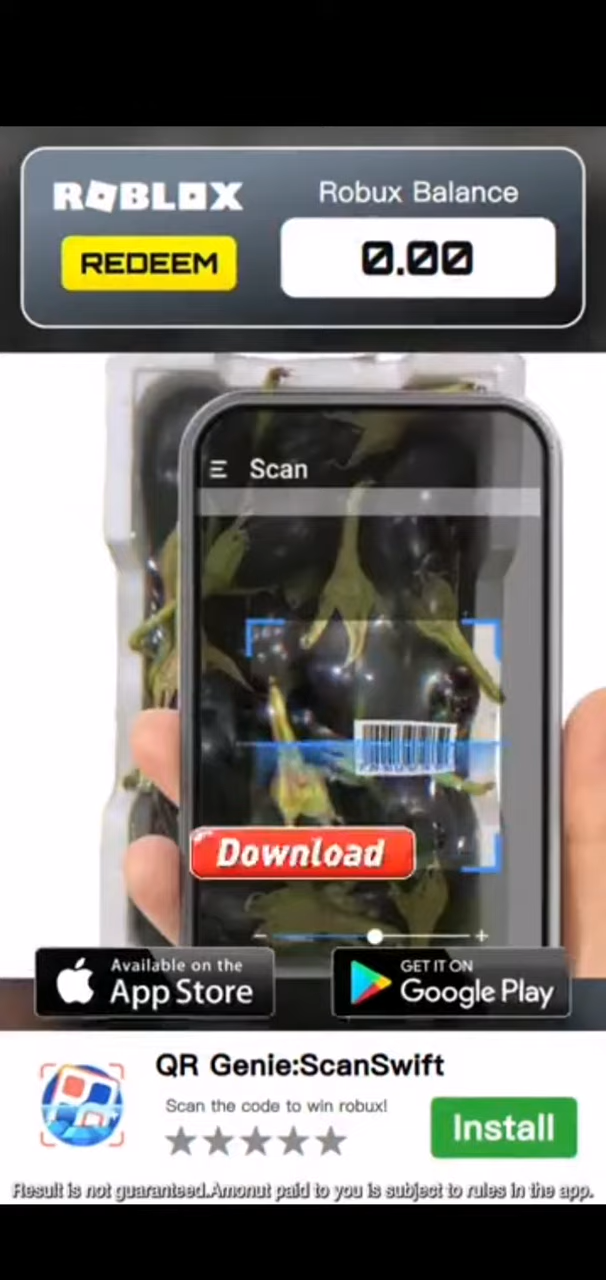 ROBLOX
Robux Balance
REDEEM
0.00
Scan
Download
Available on the
App Store
GET IT ON
Google Play
QR Genie:ScanSwift
Scan the code to win robux!
Install
Result is not guaranteed.Amonut paid to you is subject to rules in the app.